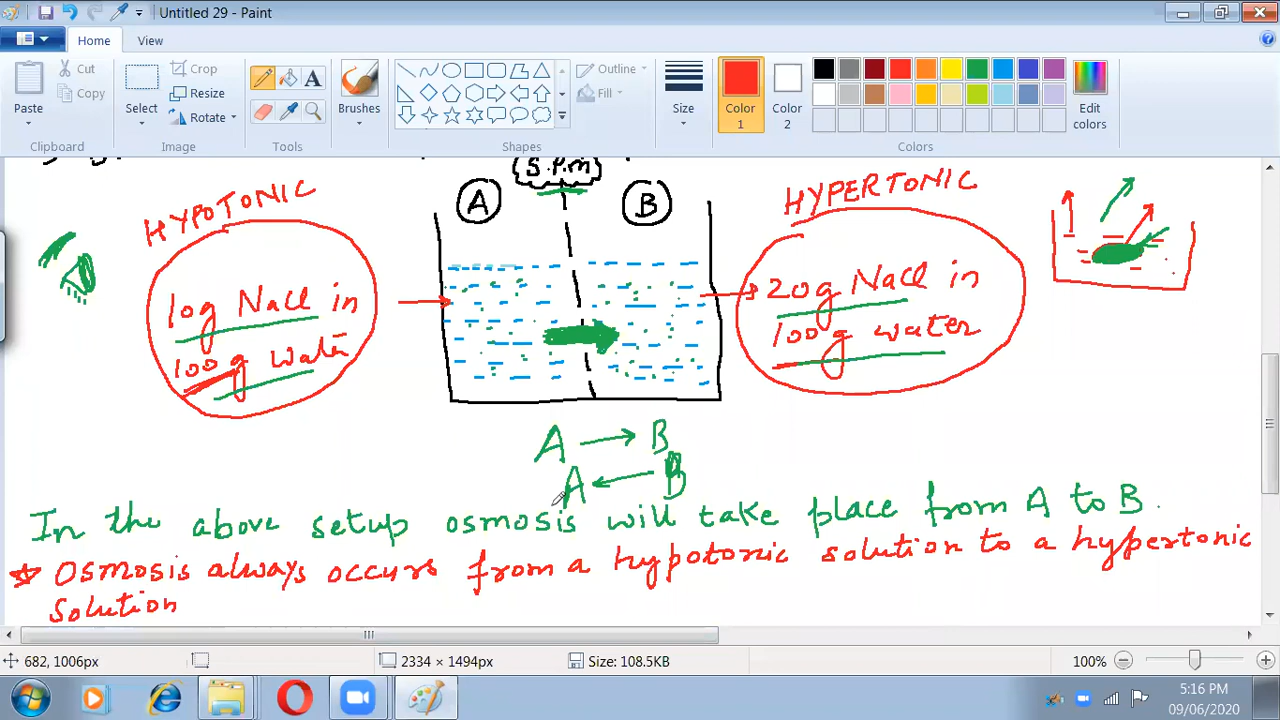 Untitled 29 - Paint
Home View
Paste
Cut
Copy
Select
Crop
Resize
Rotate
Brushes
Outline
Fill
Size
Color 1
Color 2
Edit colors
Clipboard Image Tools Shapes Colors
S.P.M
A B
HYPOTONIC
HYPERTONIC
10g Nacl in
100g water
20g Nacl in
100g water
A → B
A ← B
In the above setup osmosis will take place from A to B.
☆ Osmosis always occurs from a hypotonic solution to a hypertonic
solution
682, 1006px
2334 × 1494px
Size: 108.5KB
100%
5:16 PM
09/06/2020